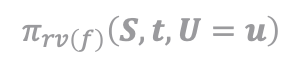 π_{rv(f)}(S, t, U = u)